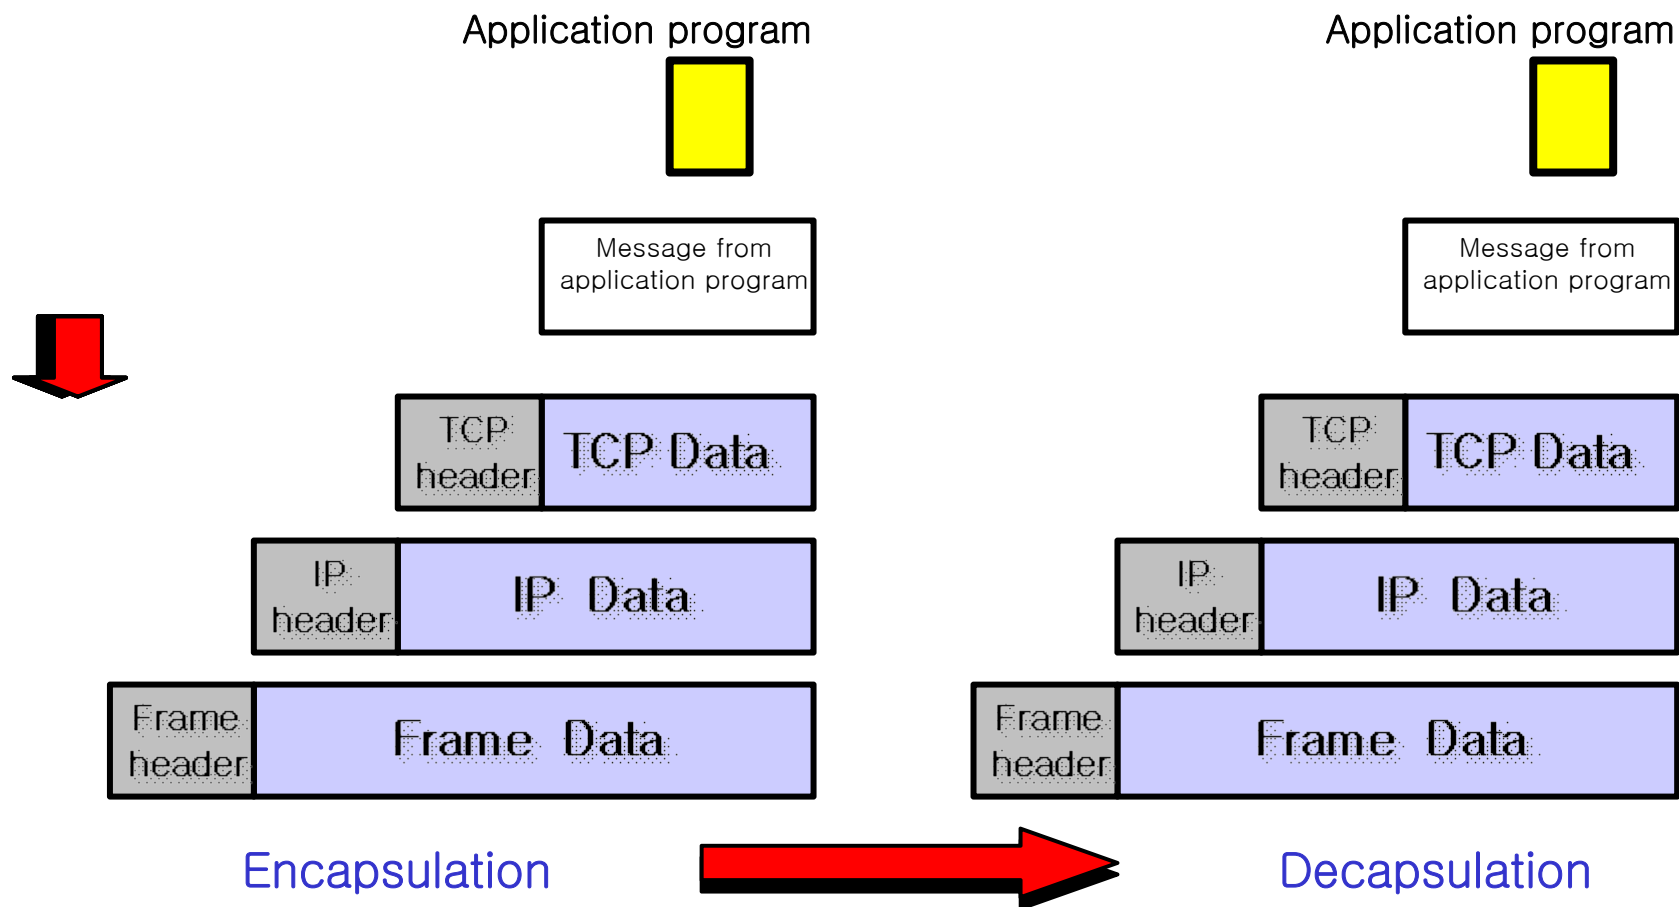 Application program
Application program
Message from
application program
Message from
application program
TCP
header
TCP Data
TCP
header
TCP Data
IP
header
IP Data
IP
header
IP Data
Frame
header
Frame Data
Frame
header
Frame Data
Encapsulation
Decapsulation